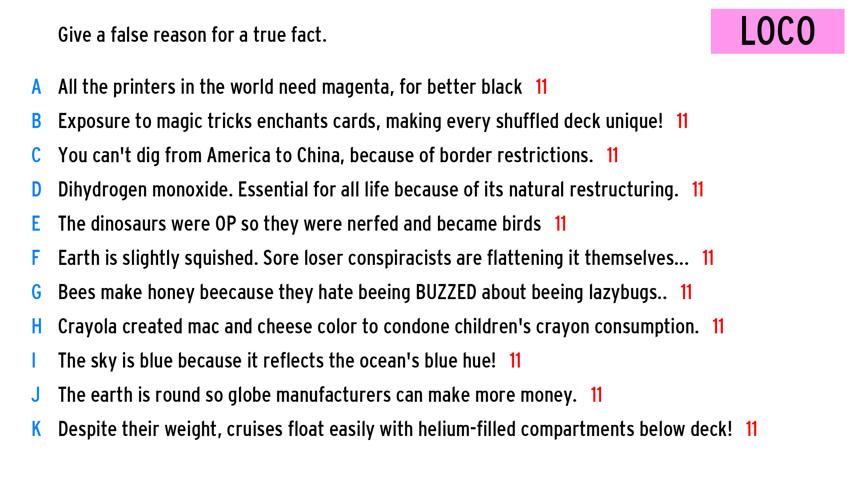 Give a false reason for a true fact.
LOCO
A All the printers in the world need magenta, for better black 11
B Exposure to magic tricks enchants cards, making every shuffled deck unique! 11
C You can't dig from America to China, because of border restrictions. 11
D Dihydrogen monoxide. Essential for all life because of its natural restructuring. 11
E The dinosaurs were OP so they were nerfed and became birds 11
F Earth is slightly squished. Sore loser conspiracists are flattening it themselves... 11
G Bees make honey beecause they hate beeing BUZZED about beeing lazybugs.. 11
H Crayola created mac and cheese color to condone children's crayon consumption. 11
I The sky is blue because it reflects the ocean's blue hue! 11
J The earth is round so globe manufacturers can make more money. 11
K Despite their weight, cruises float easily with helium-filled compartments below deck! 11